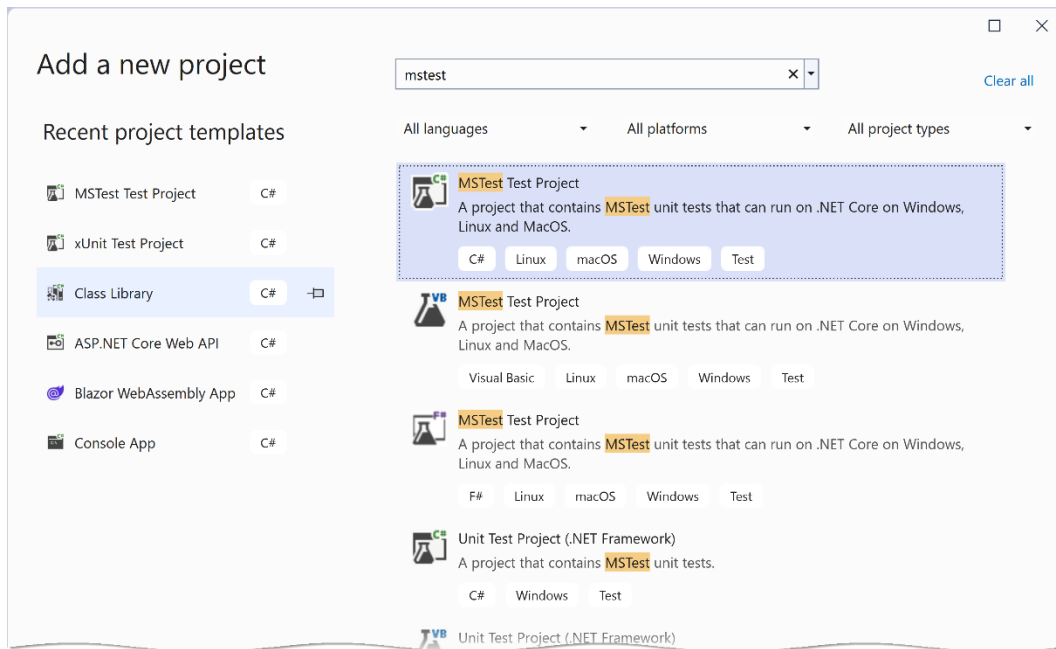 Add a new project
mstest
Clear all
Recent project templates
All languages
All platforms
All project types
MSTest Test Project C#
xUnit Test Project C#
Class Library C#
ASP.NET Core Web API C#
Blazor WebAssembly App C#
Console App C#
C#
MSTest Test Project
A project that contains MSTest unit tests that can run on .NET Core on Windows,
Linux and MacOS.
C# Linux macOS Windows Test
VB
MSTest Test Project
A project that contains MSTest unit tests that can run on .NET Core on Windows,
Linux and MacOS.
Visual Basic Linux macOS Windows Test
F#
MSTest Test Project
A project that contains MSTest unit tests that can run on .NET Core on Windows,
Linux and MacOS.
F# Linux macOS Windows Test
C#
Unit Test Project (.NET Framework)
A project that contains MSTest unit tests.
C# Windows Test
VB
Unit Test Project (.NET Framework)